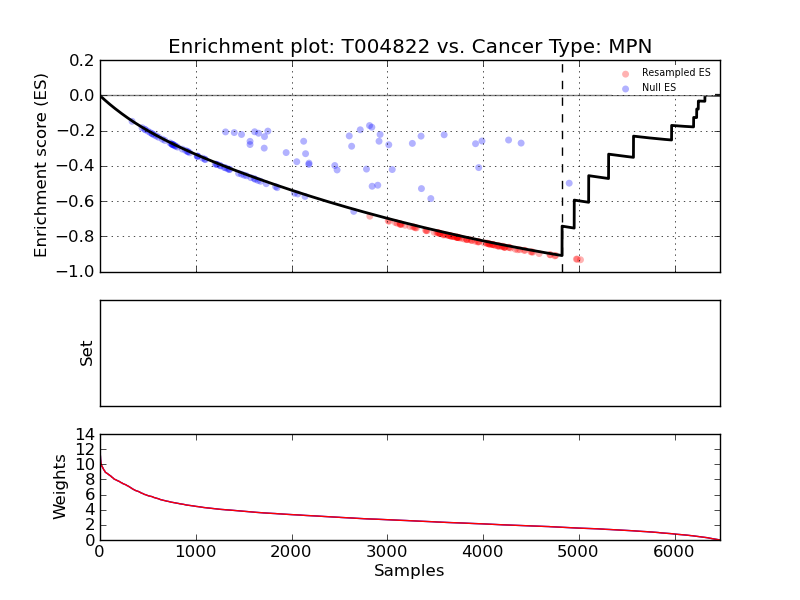 Enrichment plot: T004822 vs. Cancer Type: MPN
Enrichment score (ES)
0.2
0.0
−0.2
−0.4
−0.6
−0.8
−1.0
Resampled ES
Null ES
Set
Weights
14
12
10
8
6
4
2
0
0 1000 2000 3000 4000 5000 6000
Samples